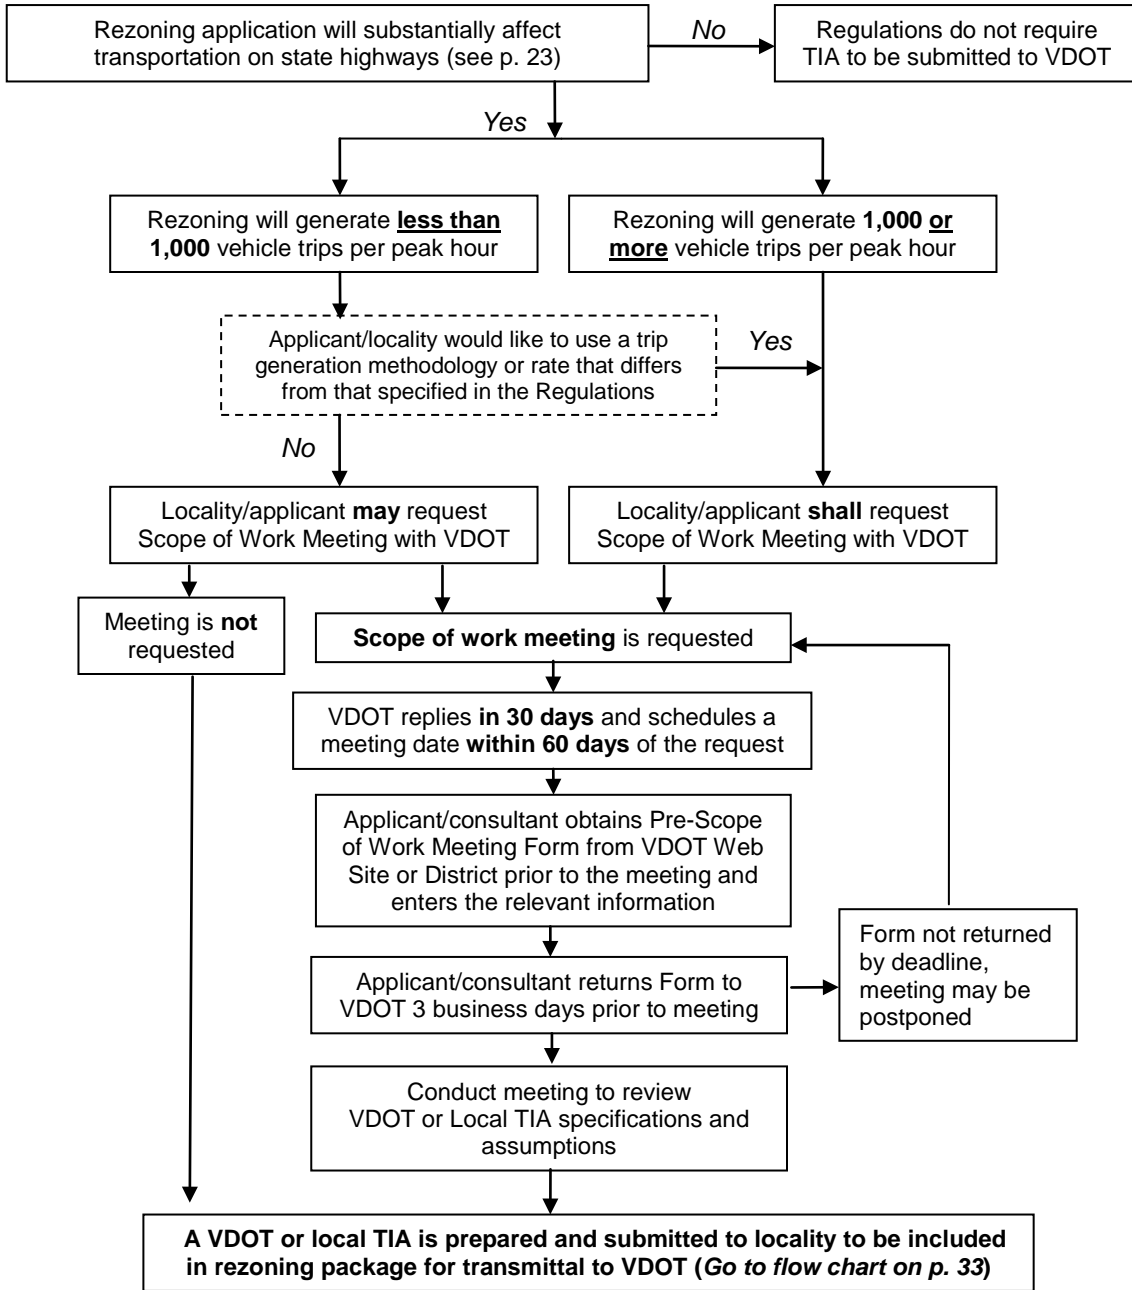 Rezoning application will substantially affect
transportation on state highways (see p. 23)
No
Regulations do not require
TIA to be submitted to VDOT
Yes
Rezoning will generate less than
1,000 vehicle trips per peak hour
Rezoning will generate 1,000 or
more vehicle trips per peak hour
Applicant/locality would like to use a trip
generation methodology or rate that differs
from that specified in the Regulations
Yes
No
Locality/applicant may request
Scope of Work Meeting with VDOT
Locality/applicant shall request
Scope of Work Meeting with VDOT
Meeting is not
requested
Scope of work meeting is requested
VDOT replies in 30 days and schedules a
meeting date within 60 days of the request
Applicant/consultant obtains Pre-Scope
of Work Meeting Form from VDOT Web
Site or District prior to the meeting and
enters the relevant information
Applicant/consultant returns Form to
VDOT 3 business days prior to meeting
Form not returned
by deadline,
meeting may be
postponed
Conduct meeting to review
VDOT or Local TIA specifications and
assumptions
A VDOT or local TIA is prepared and submitted to locality to be included
in rezoning package for transmittal to VDOT (Go to flow chart on p. 33)